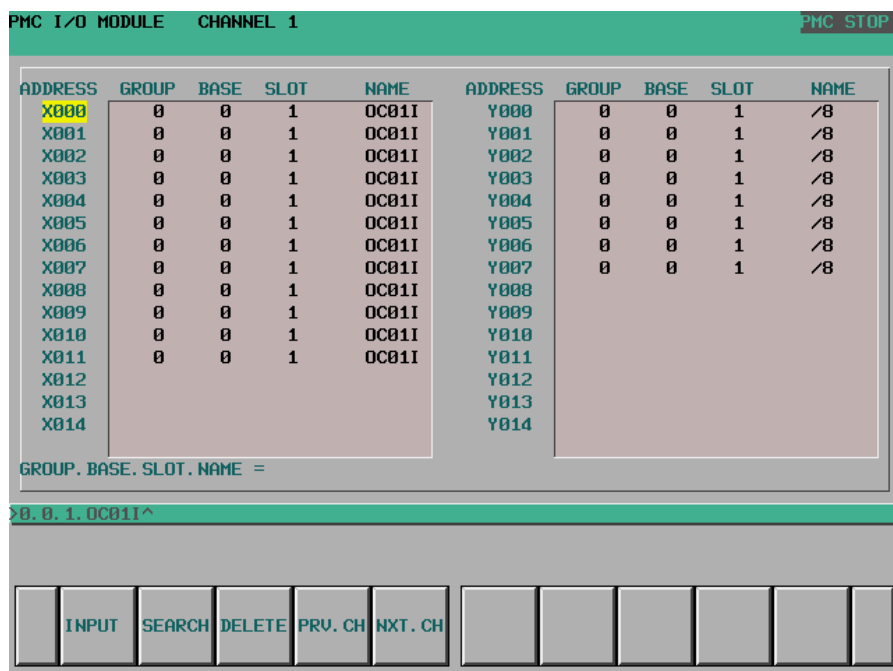 PMC I/O MODULE CHANNEL 1 PMC STOP
ADDRESS GROUP BASE SLOT NAME ADDRESS GROUP BASE SLOT NAME
X000 0 0 1 OC01I Y000 0 0 1 /8
X001 0 0 1 OC01I Y001 0 0 1 /8
X002 0 0 1 OC01I Y002 0 0 1 /8
X003 0 0 1 OC01I Y003 0 0 1 /8
X004 0 0 1 OC01I Y004 0 0 1 /8
X005 0 0 1 OC01I Y005 0 0 1 /8
X006 0 0 1 OC01I Y006 0 0 1 /8
X007 0 0 1 OC01I Y007 0 0 1 /8
X008 0 0 1 OC01I Y008
X009 0 0 1 OC01I Y009
X010 0 0 1 OC01I Y010
X011 0 0 1 OC01I Y011
X012 Y012
X013 Y013
X014 Y014
GROUP.BASE.SLOT.NAME =
>0.0.1.OC01I^
INPUT SEARCH DELETE PRV.CH NXT.CH